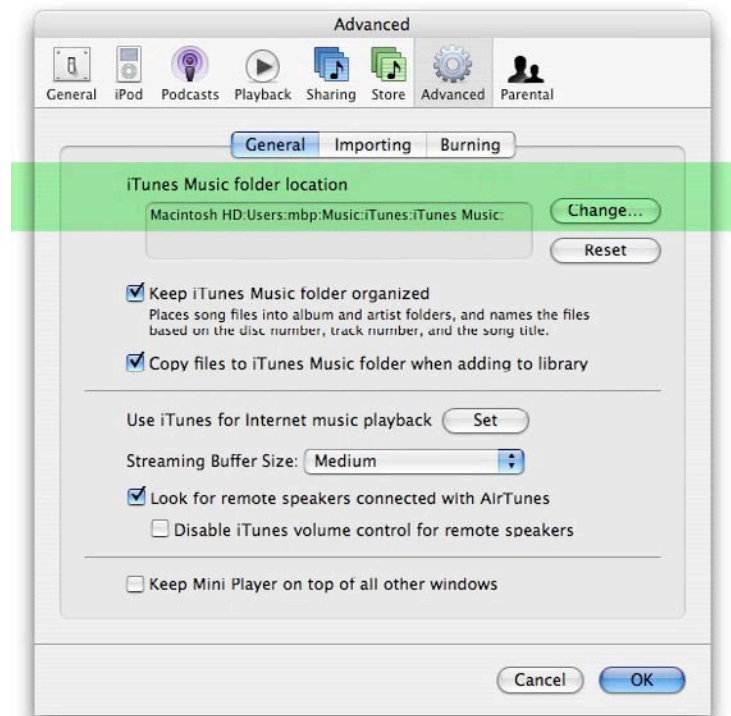 Advanced
General iPod Podcasts Playback Sharing Store Advanced Parental
General Importing Burning
iTunes Music folder location
Macintosh HD:Users:mbp:Music:iTunes:iTunes Music:
Change...
Reset
Keep iTunes Music folder organized
Places song files into album and artist folders, and names the files
based on the disc number, track number, and the song title.
Copy files to iTunes Music folder when adding to library
Use iTunes for Internet music playback Set
Streaming Buffer Size: Medium
Look for remote speakers connected with AirTunes
Disable iTunes volume control for remote speakers
Keep Mini Player on top of all other windows
Cancel OK